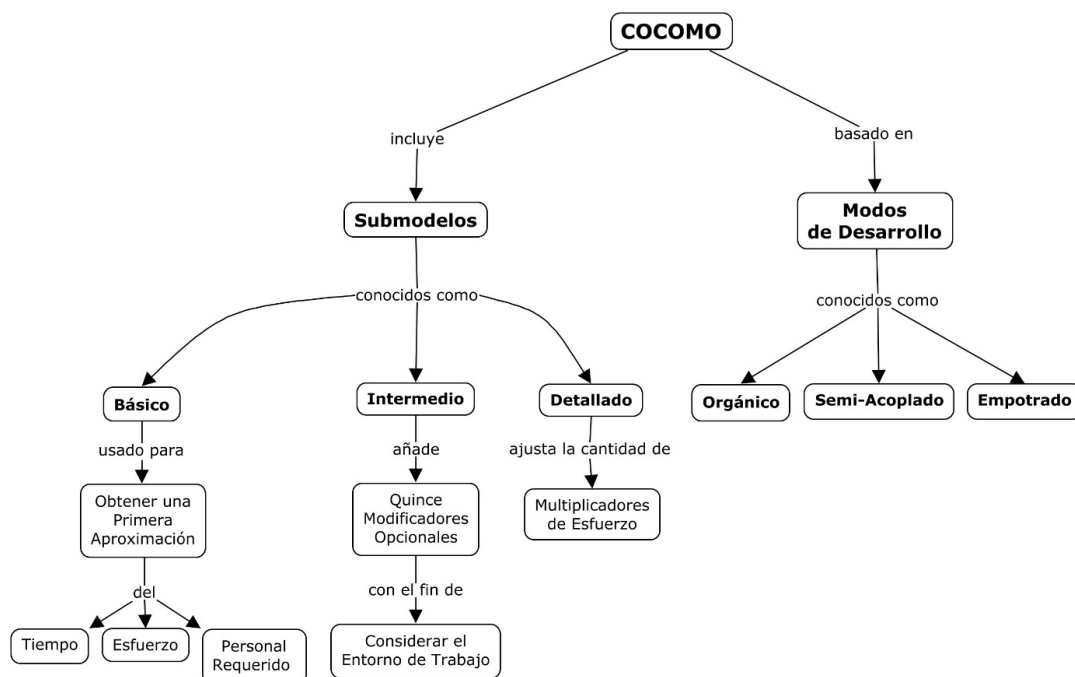 COCOMO
incluye
basado en
Submodelos
Modos
de Desarrollo
conocidos como
conocidos como
Básico
Intermedio
Detallado
Orgánico
Semi-Acoplado
Empotrado
usado para
añade
ajusta la cantidad de
Obtener una
Primera
Aproximación
Quince
Modificadores
Opcionales
Multiplicadores
de Esfuerzo
del
con el fin de
Tiempo
Esfuerzo
Personal
Requerido
Considerar el
Entorno de Trabajo